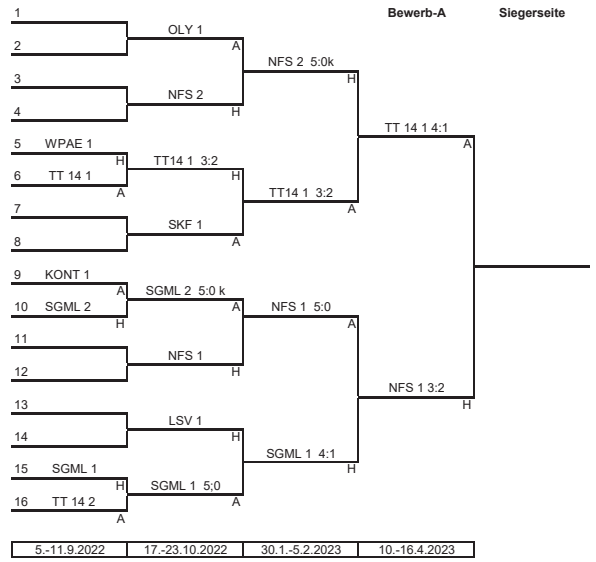 1 Bewerb-A Siegerseite
OLY 1
2 A
NFS 2 5:0k
3 H
NFS 2
4 H
TT 14 1 4:1
5 WPAE 1 A
H TT14 1 3:2
6 TT 14 1 H
A TT14 1 3:2
7 A
SKF 1
8 A
9 KONT 1
A SGML 2 5:0 k
10 SGML 2 A NFS 1 5:0
H A
11
NFS 1
12 H
NFS 1 3:2
13 H
LSV 1
14 H
SGML 1 4:1
15 SGML 1 H
H SGML 1 5;0
16 TT 14 2 A
A
5.-11.9.2022 17.-23.10.2022 30.1.-5.2.2023 10.-16.4.2023